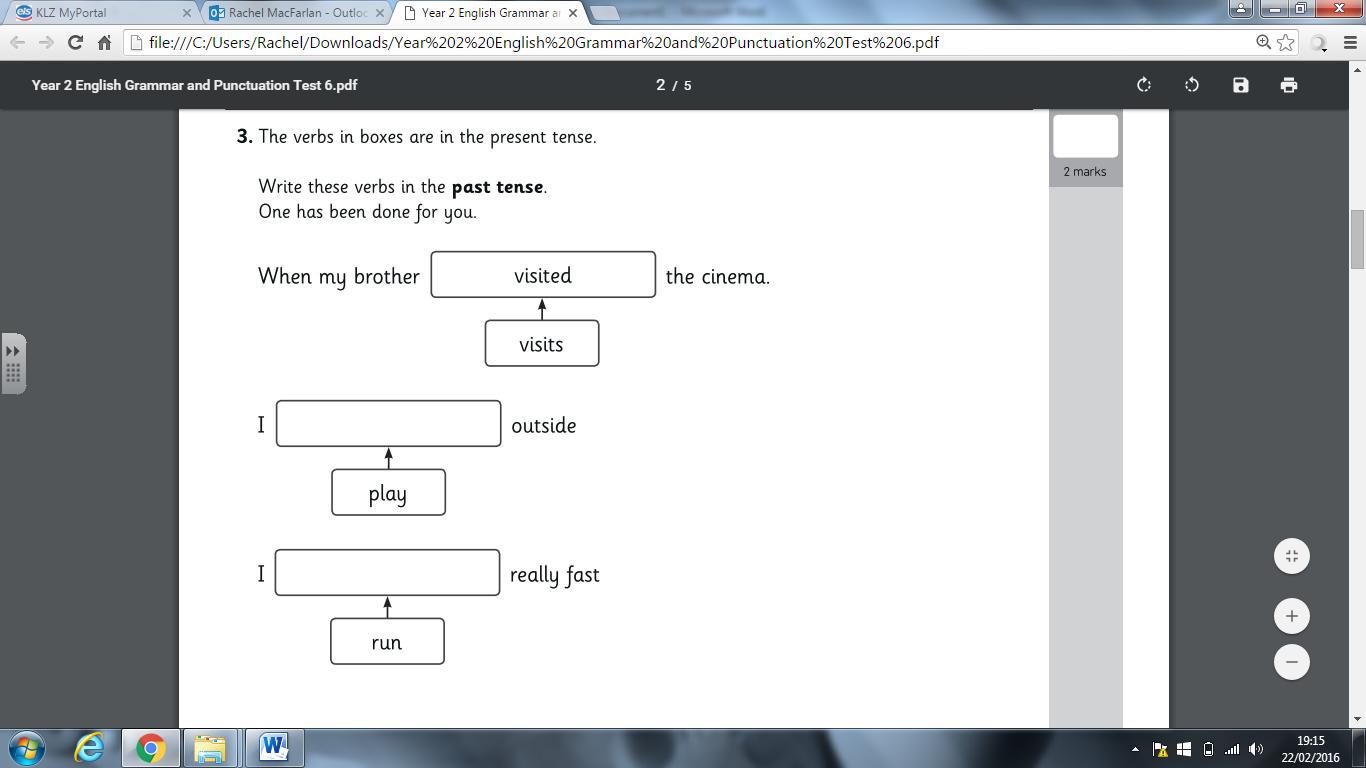 KLZ MyPortal
Rachel MacFarlan - Outloo
Year 2 English Grammar a
file:///C:/Users/Rachel/Downloads/Year%202%20English%20Grammar%20and%20Punctuation%20Test%206.pdf
Year 2 English Grammar and Punctuation Test 6.pdf
2 / 5
3. The verbs in boxes are in the present tense.
2 marks
Write these verbs in the past tense.
One has been done for you.
When my brother visited the cinema.
visits
I outside
play
I really fast
run
19:15
22/02/2016